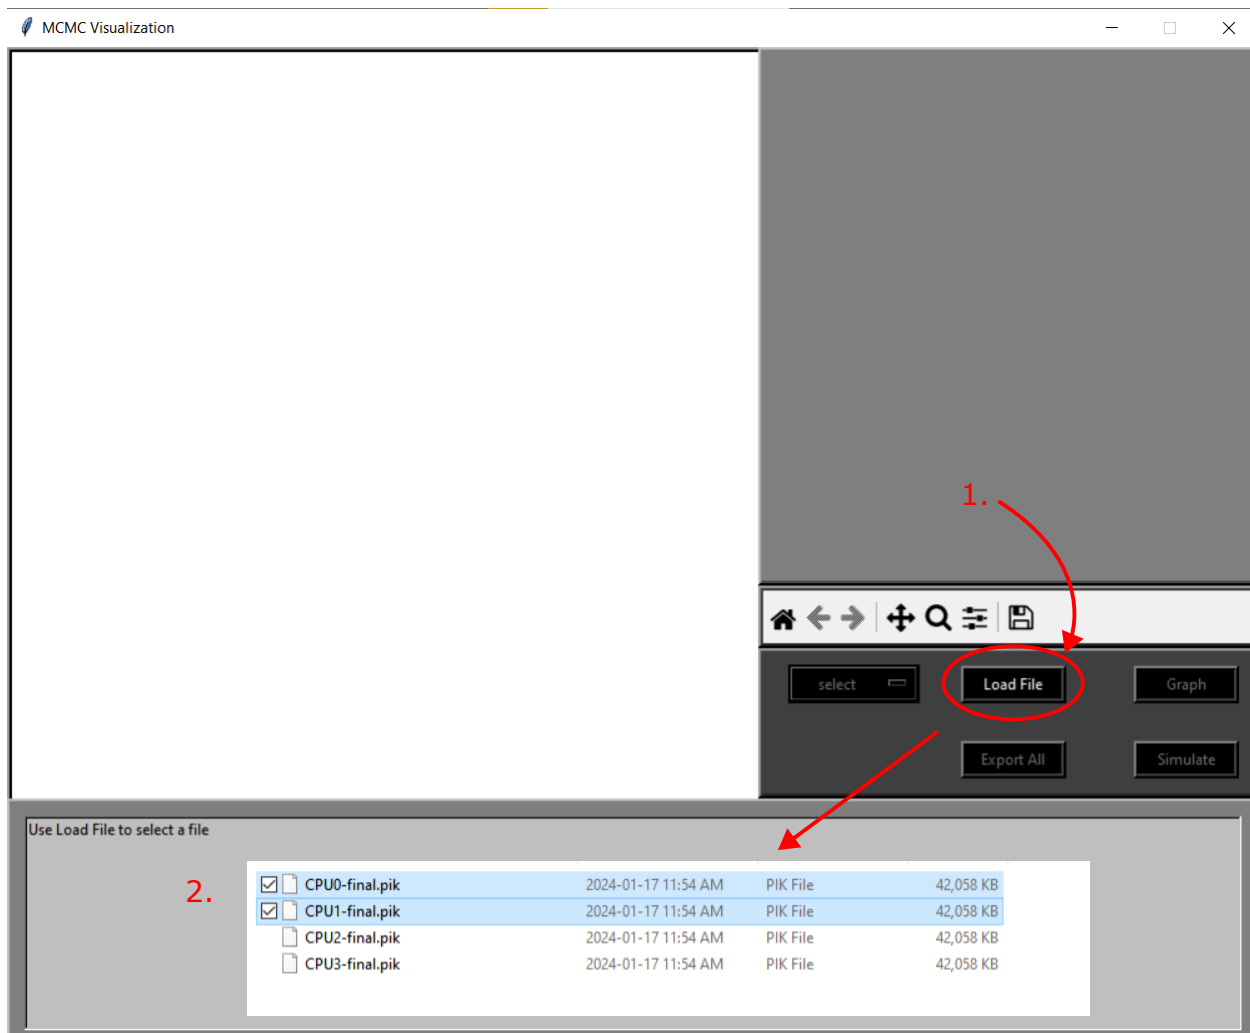 MCMC Visualization
1.
select
Load File
Graph
Export All
Simulate
Use Load File to select a file
2.
CPU0-final.pik 2024-01-17 11:54 AM PIK File 42,058 KB
CPU1-final.pik 2024-01-17 11:54 AM PIK File 42,058 KB
CPU2-final.pik 2024-01-17 11:54 AM PIK File 42,058 KB
CPU3-final.pik 2024-01-17 11:54 AM PIK File 42,058 KB